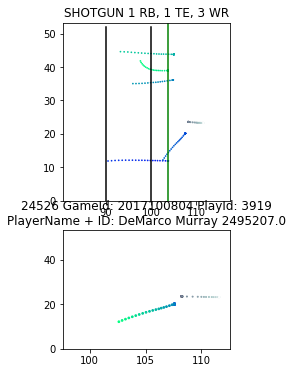 SHOTGUN 1 RB, 1 TE, 3 WR
50
40
30
20
10
0
90 100 110
24526 GameId: 2017100804 PlayId: 3919
PlayerName + ID: DeMarco Murray 2495207.0
40
20
0
100 105 110